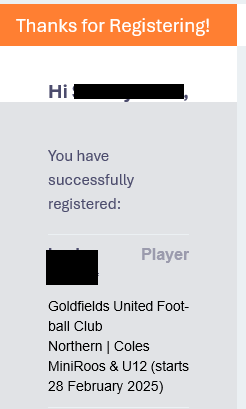 Thanks for Registering!
Hi
You have
successfully
registered:
Player
Goldfields United Foot-
ball Club
Northern | Coles
MiniRoos & U12 (starts
28 February 2025)